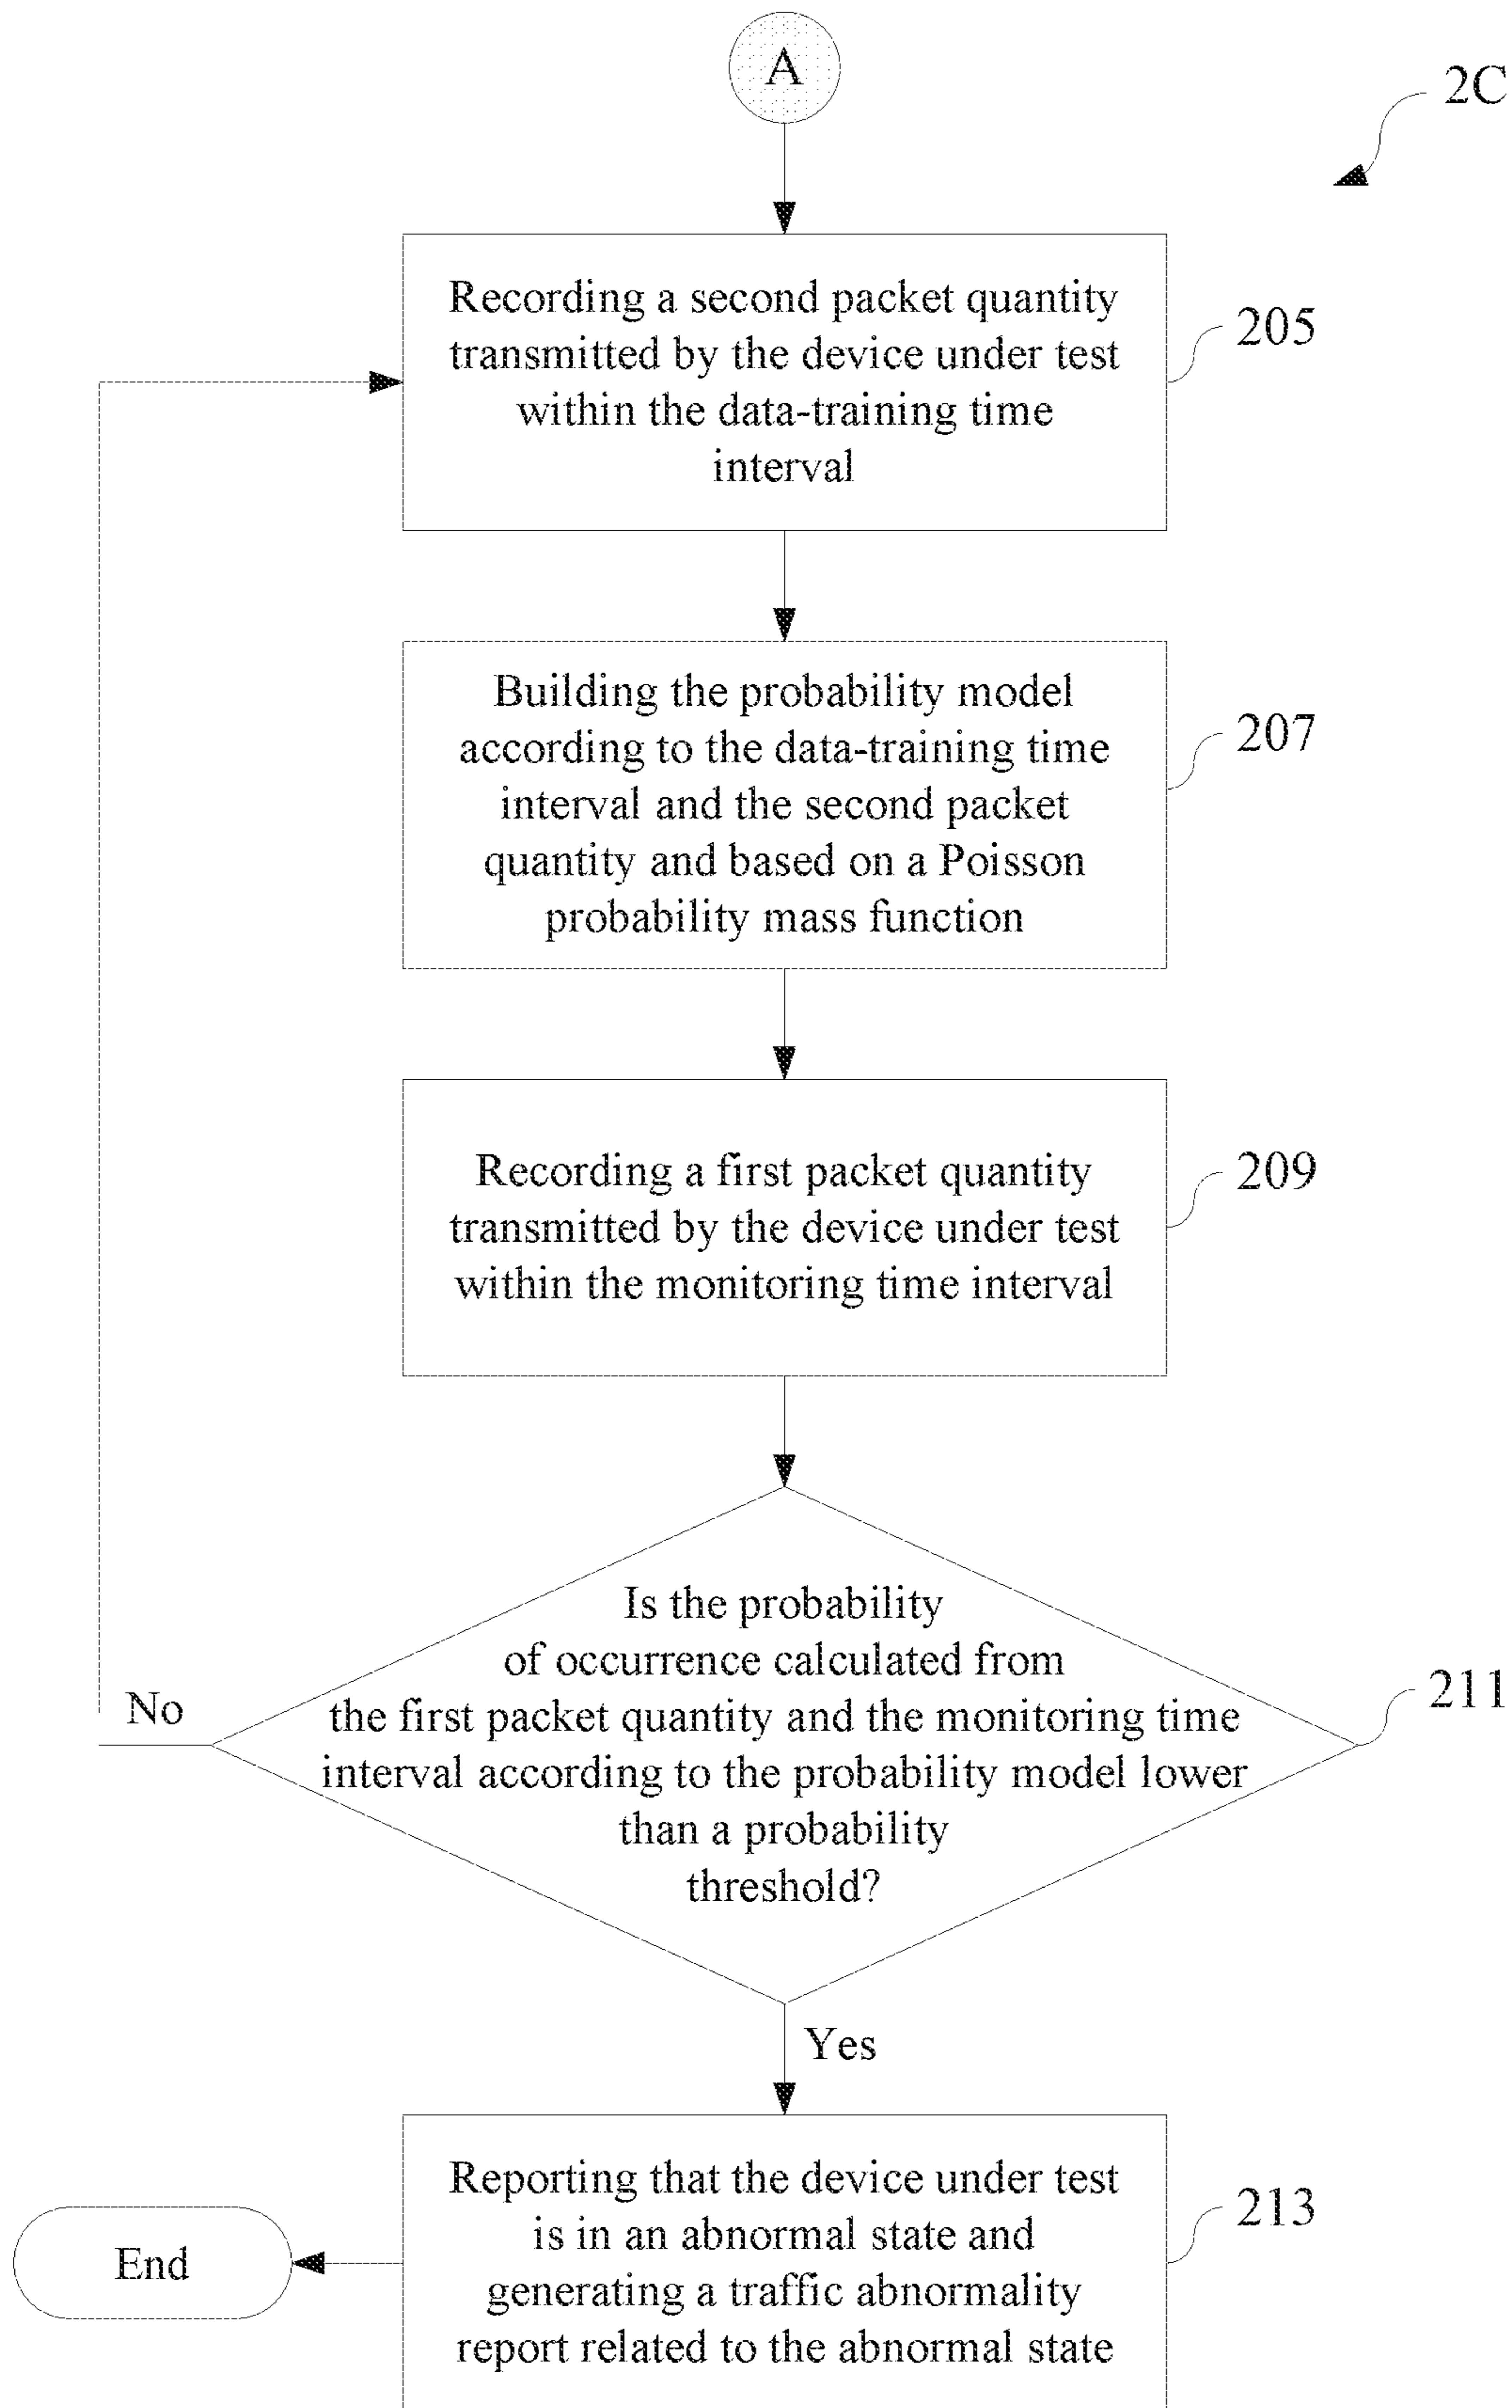 A
2C
Recording a second packet quantity
transmitted by the device under test
within the data-training time
interval
205
Building the probability model
according to the data-training time
interval and the second packet
quantity and based on a Poisson
probability mass function
207
Recording a first packet quantity
transmitted by the device under test
within the monitoring time interval
209
Is the probability
of occurrence calculated from
the first packet quantity and the monitoring time
interval according to the probability model lower
than a probability
threshold?
211
No
Yes
Reporting that the device under test
is in an abnormal state and
generating a traffic abnormality
report related to the abnormal state
213
End